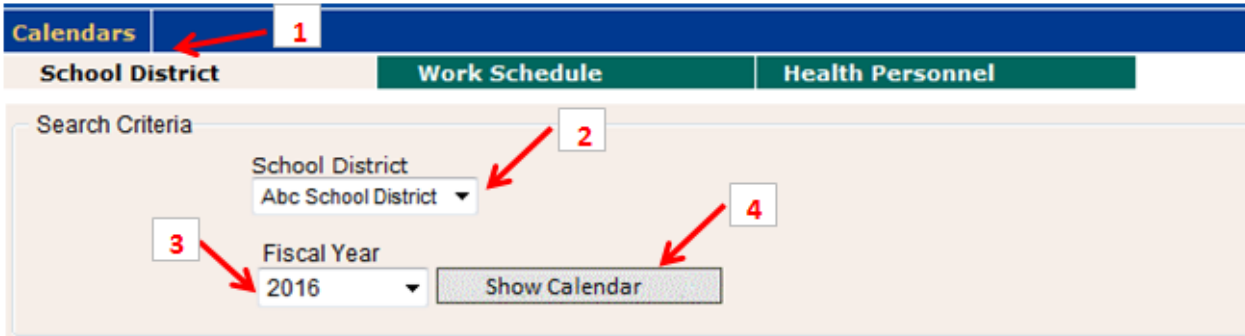 Calendars 1
School District Work Schedule Health Personnel
Search Criteria
2
School District
Abc School District
4
3
Fiscal Year
2016 Show Calendar